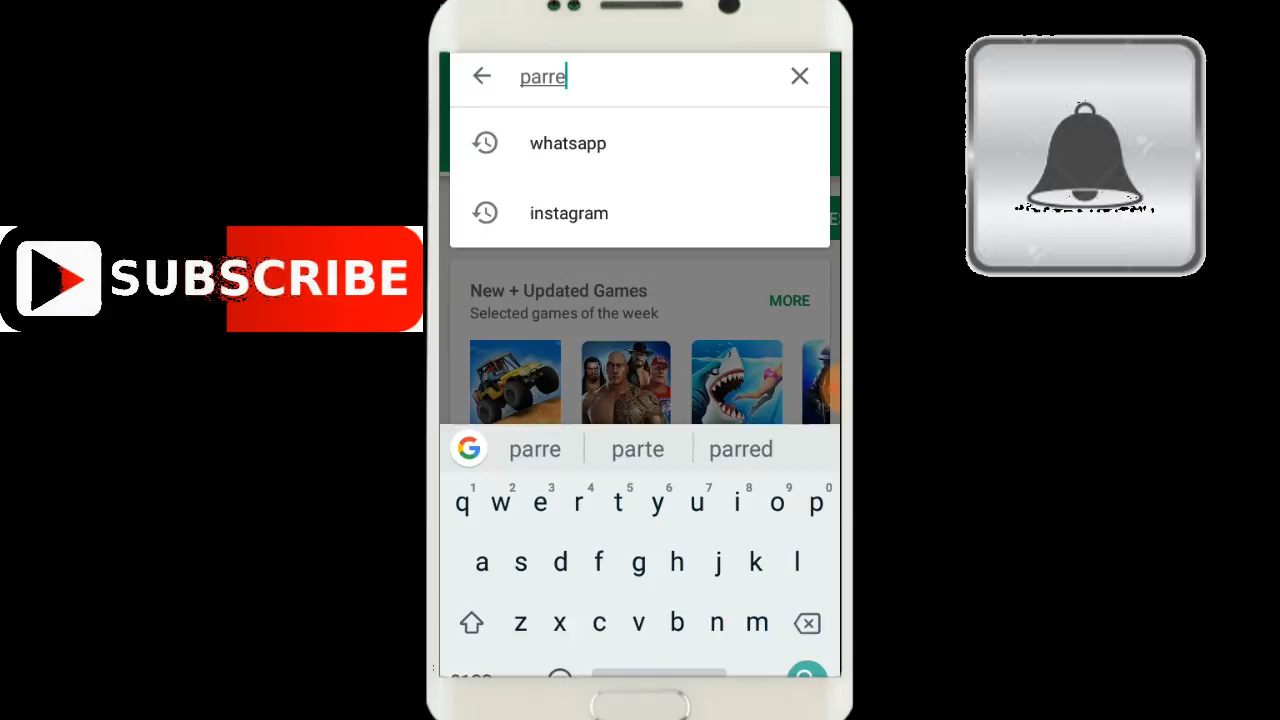 parre
whatsapp
instagram
SUBSCRIBE
New + Updated Games
MORE
Selected games of the week
parre parte parred
1 2 3 4 5 6 7 8 9 0
q w e r t y u i o p
a s d f g h j k l
z x c v b n m